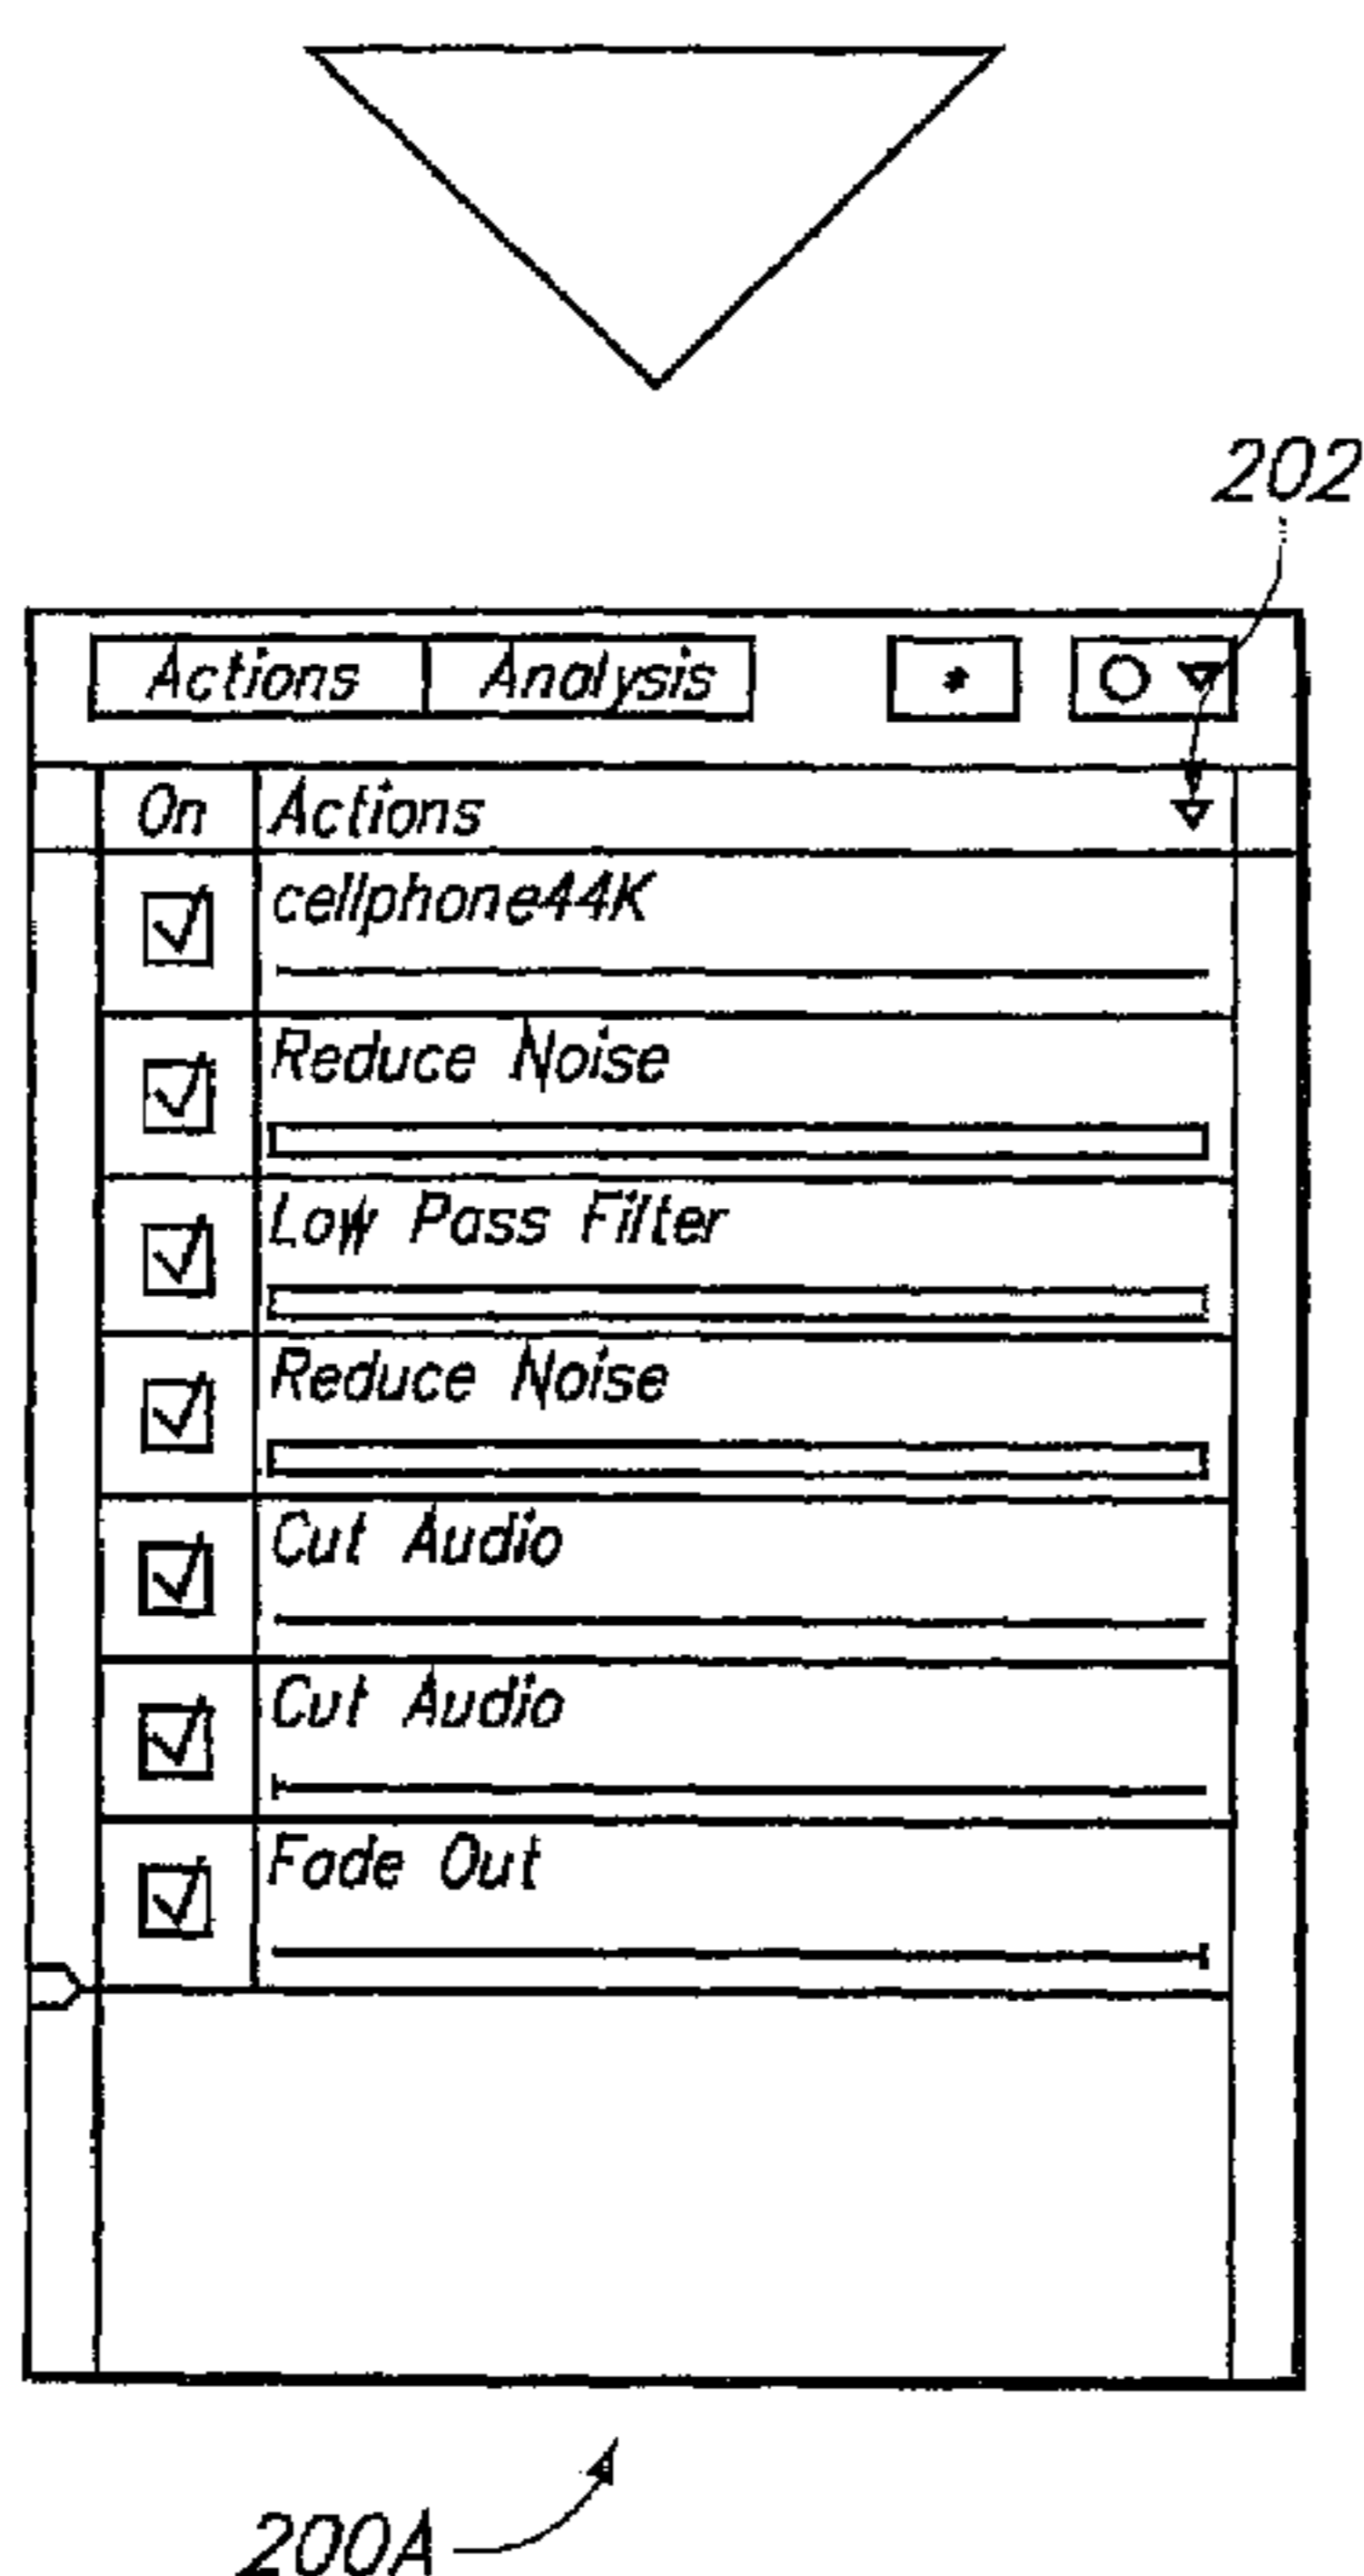 202
Actions Analysis
On Actions
cellphone44K
Reduce Noise
Low Pass Filter
Reduce Noise
Cut Audio
Cut Audio
Fade Out
200A